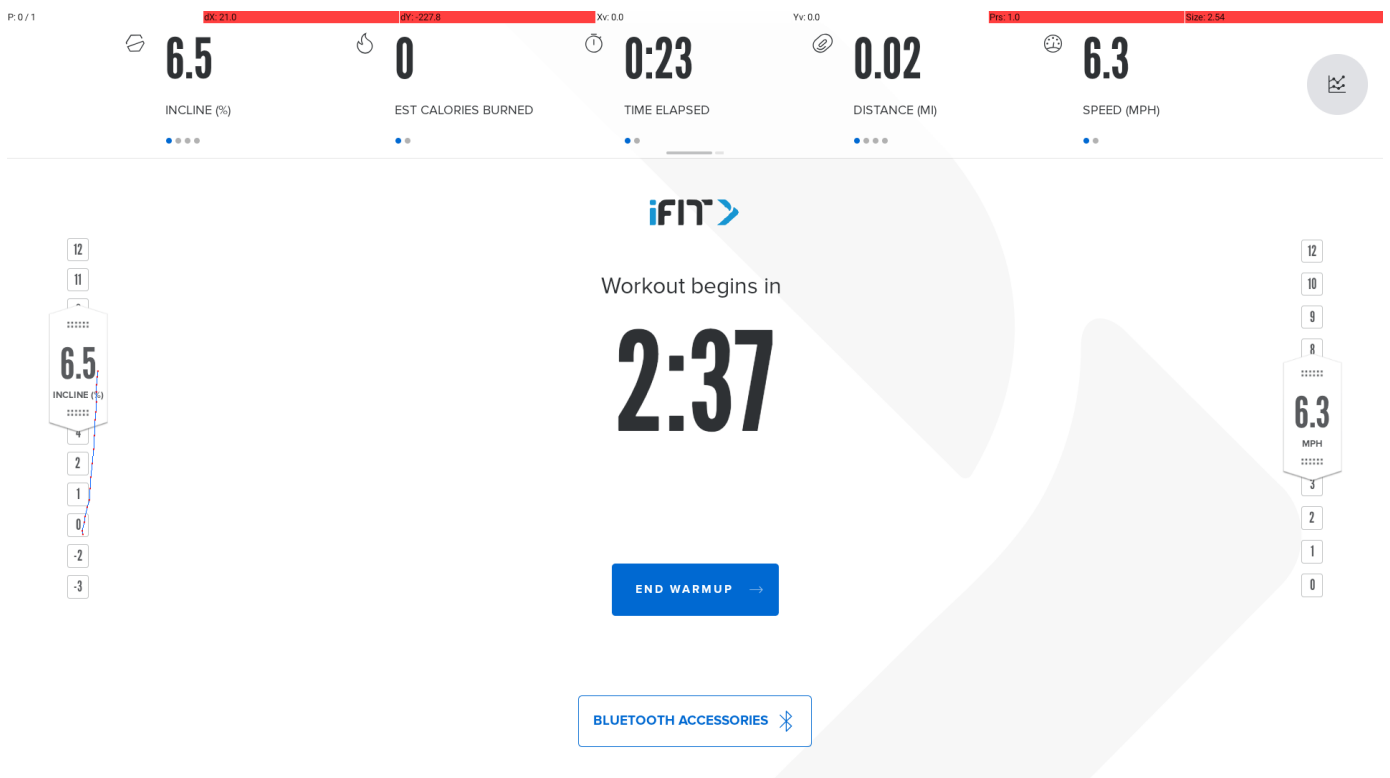 P: 0 / 1 dX: 21.0 dY: -227.8 Xv: 0.0 Yv: 0.0 Prs: 1.0 Size: 2.54
6.5 0 0:23 0.02 6.3
INCLINE (%) EST CALORIES BURNED TIME ELAPSED DISTANCE (MI) SPEED (MPH)
iFIT
Workout begins in
2:37
12
11
6.5
INCLINE (%)
4
2
1
0
-2
-3
12
10
9
8
6.3
MPH
3
2
1
0
END WARMUP
BLUETOOTH ACCESSORIES